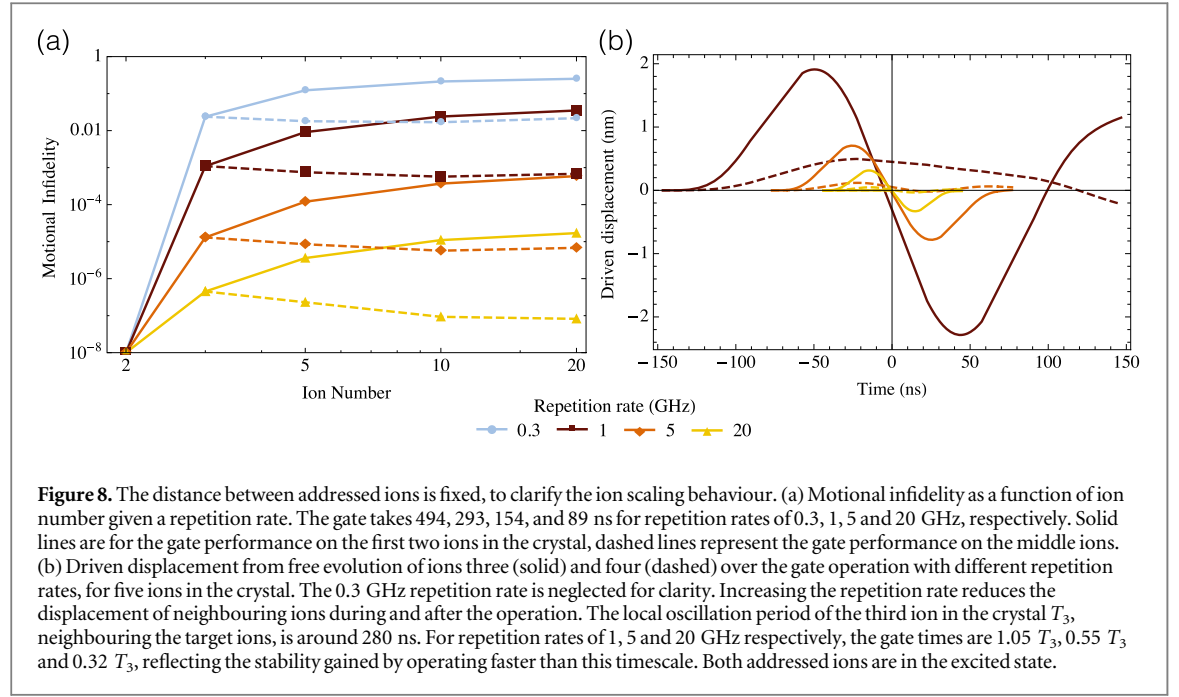 (a)
(b)
1
0.01
10⁻⁴
10⁻⁶
10⁻⁸
Motional Infidelity
2 5 10 20
Ion Number
2
1
0
−1
−2
Driven displacement (nm)
−150 −100 −50 0 50 100 150
Time (ns)
Repetition rate (GHz)
0.3 1 5 20
Figure 8. The distance between addressed ions is fixed, to clarify the ion scaling behaviour. (a) Motional infidelity as a function of ion
number given a repetition rate. The gate takes 494, 293, 154, and 89 ns for repetition rates of 0.3, 1, 5 and 20 GHz, respectively. Solid
lines are for the gate performance on the first two ions in the crystal, dashed lines represent the gate performance on the middle ions.
(b) Driven displacement from free evolution of ions three (solid) and four (dashed) over the gate operation with different repetition
rates, for five ions in the crystal. The 0.3 GHz repetition rate is neglected for clarity. Increasing the repetition rate reduces the
displacement of neighbouring ions during and after the operation. The local oscillation period of the third ion in the crystal T₃,
neighbouring the target ions, is around 280 ns. For repetition rates of 1, 5 and 20 GHz respectively, the gate times are 1.05 T₃, 0.55 T₃
and 0.32 T₃, reflecting the stability gained by operating faster than this timescale. Both addressed ions are in the excited state.